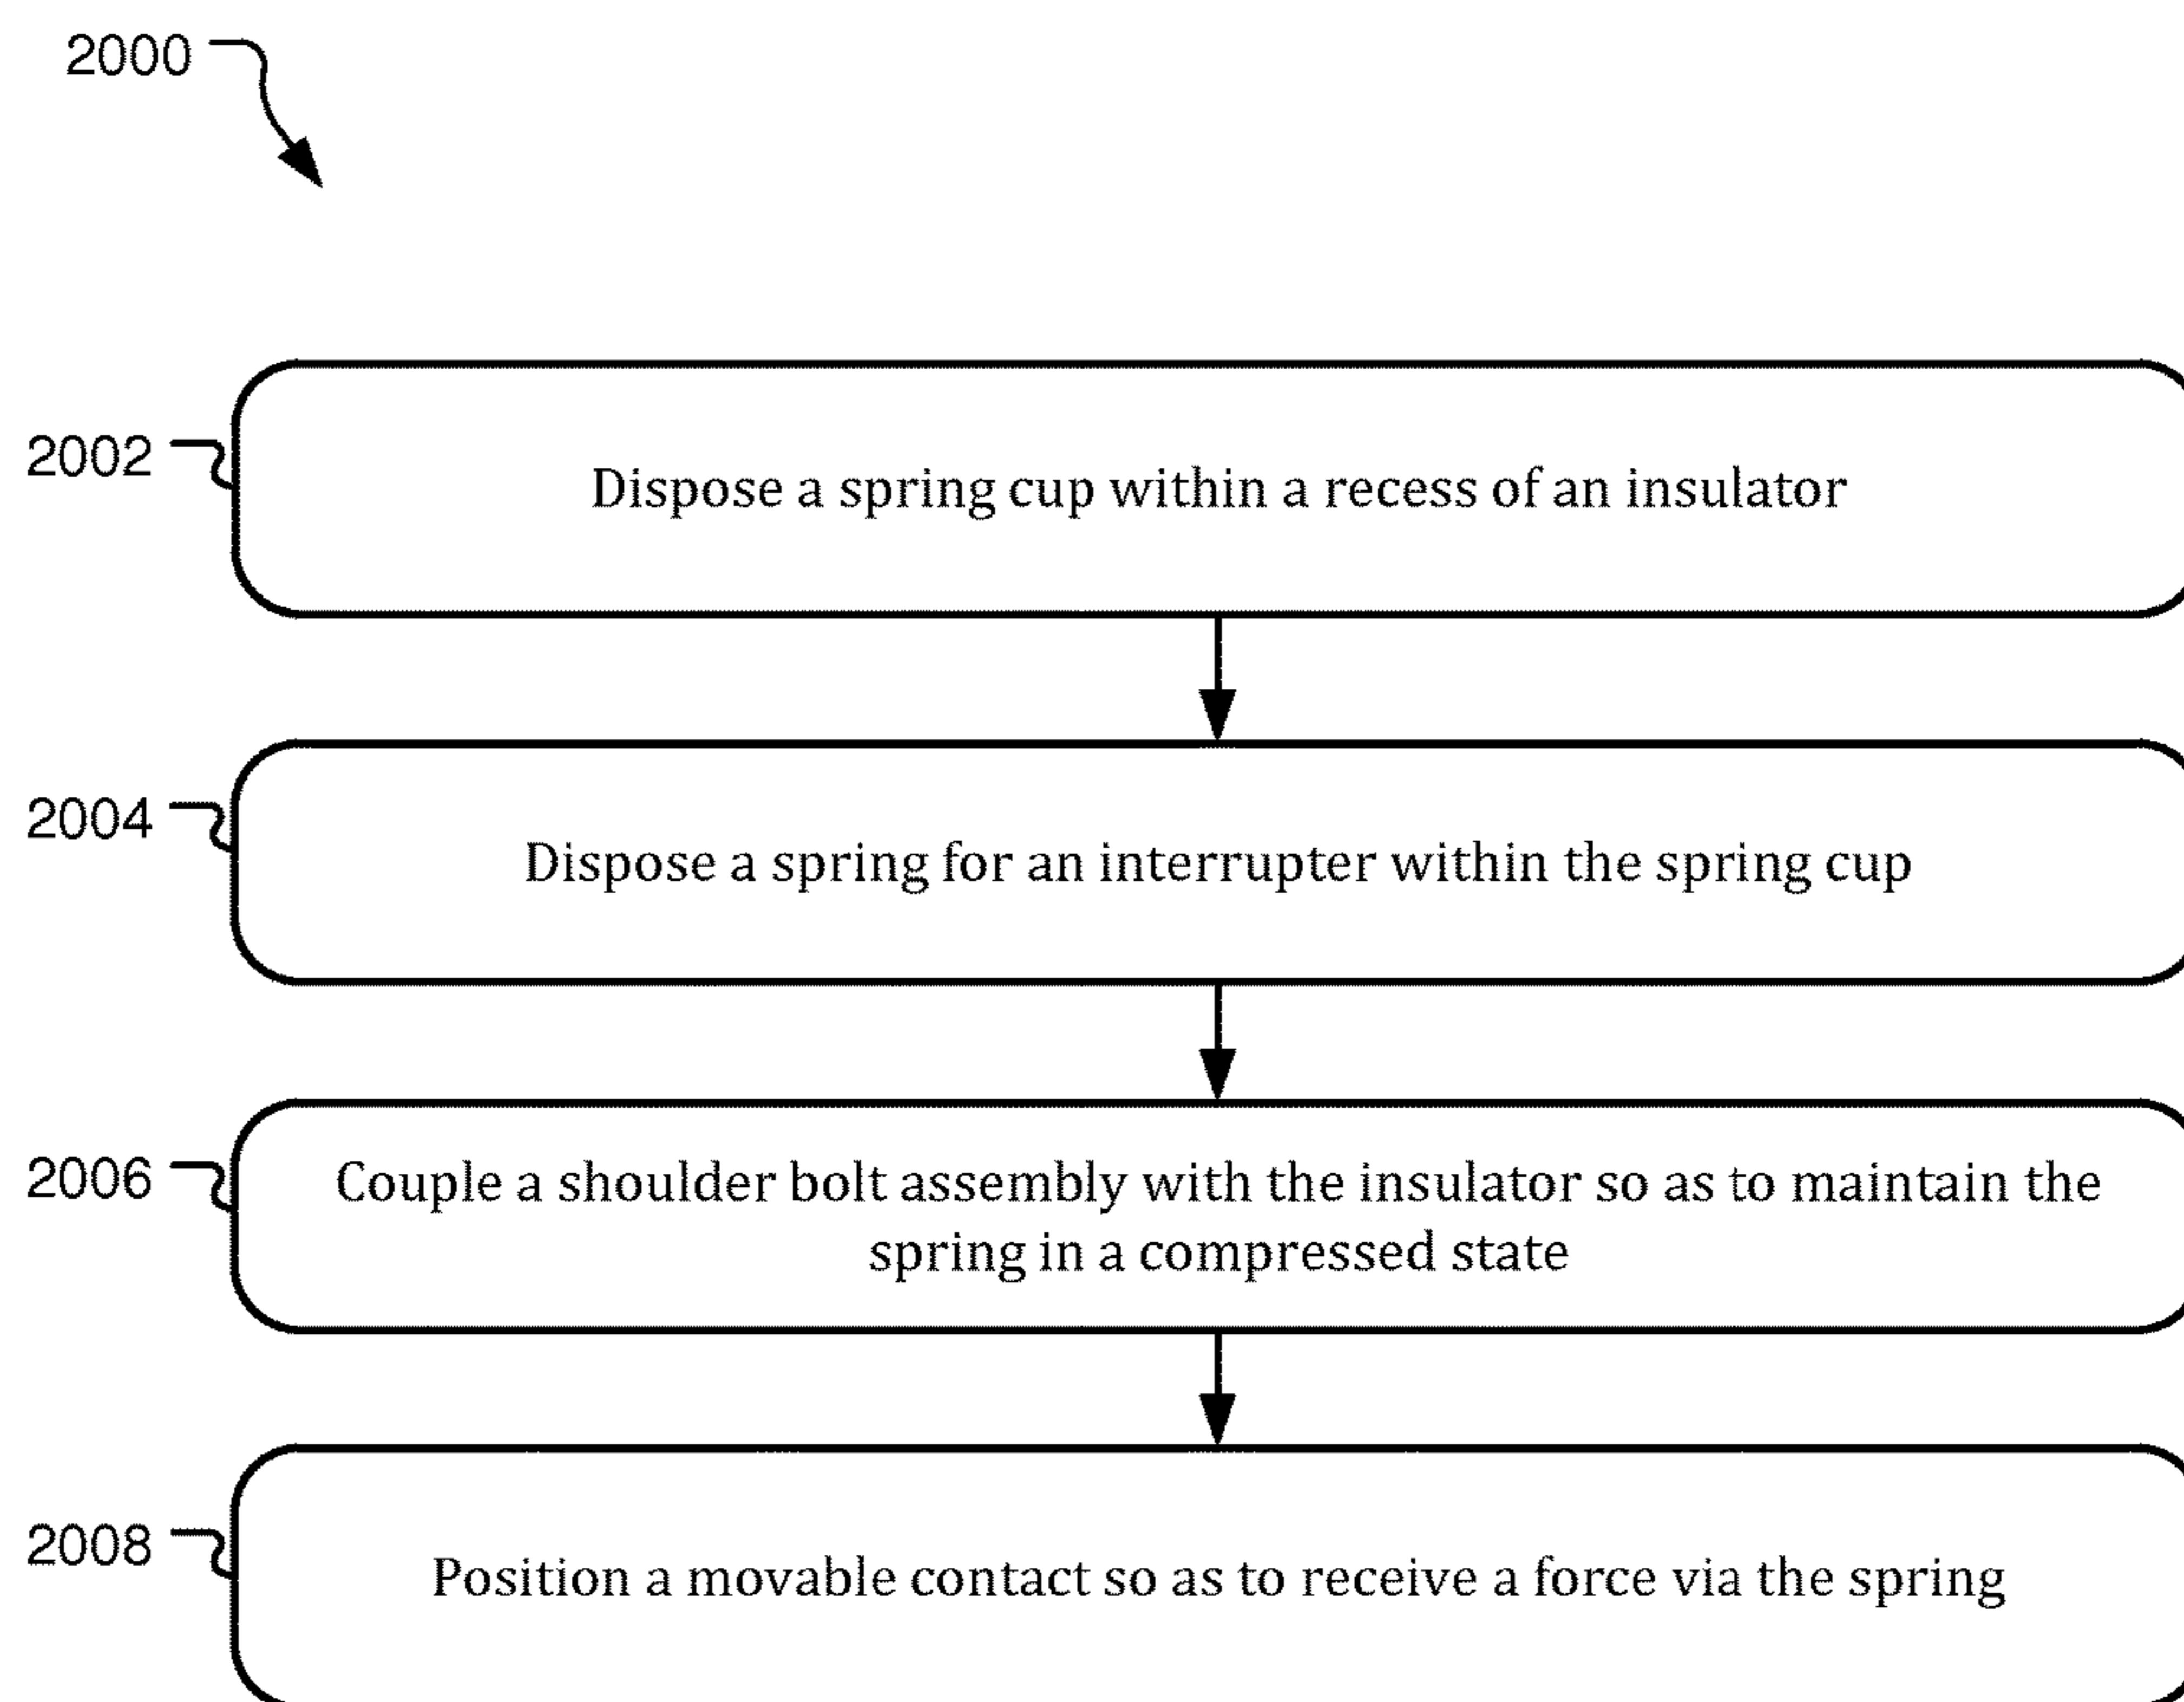 2000
2002
Dispose a spring cup within a recess of an insulator
2004
Dispose a spring for an interrupter within the spring cup
2006
Couple a shoulder bolt assembly with the insulator so as to maintain the
spring in a compressed state
2008
Position a movable contact so as to receive a force via the spring